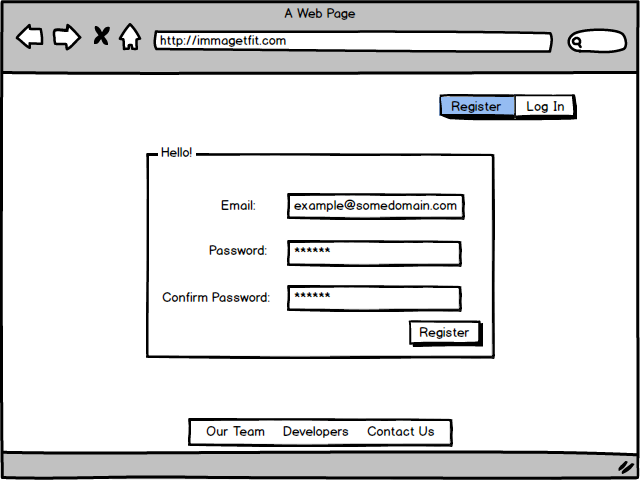 A Web Page
http://immagetfit.com
Register Log In
Hello!
Email: example@somedomain.com
Password: ******
Confirm Password: ******
Register
Our Team Developers Contact Us